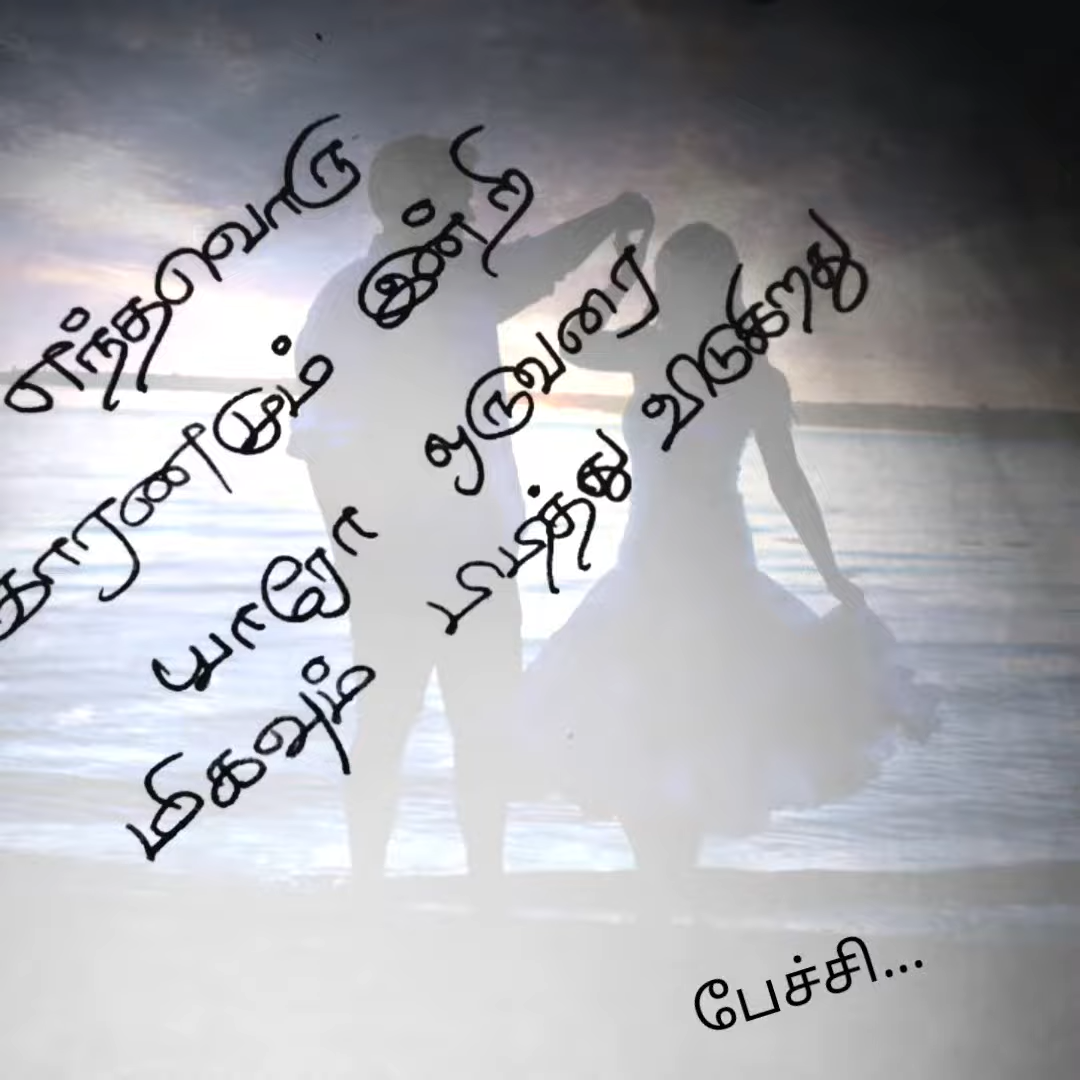 எந்தவொரு
காரணமும் இன்றி
யாரோ ஒருவரை
மிகவும் பிடித்து விடுகிறது
பேச்சி...